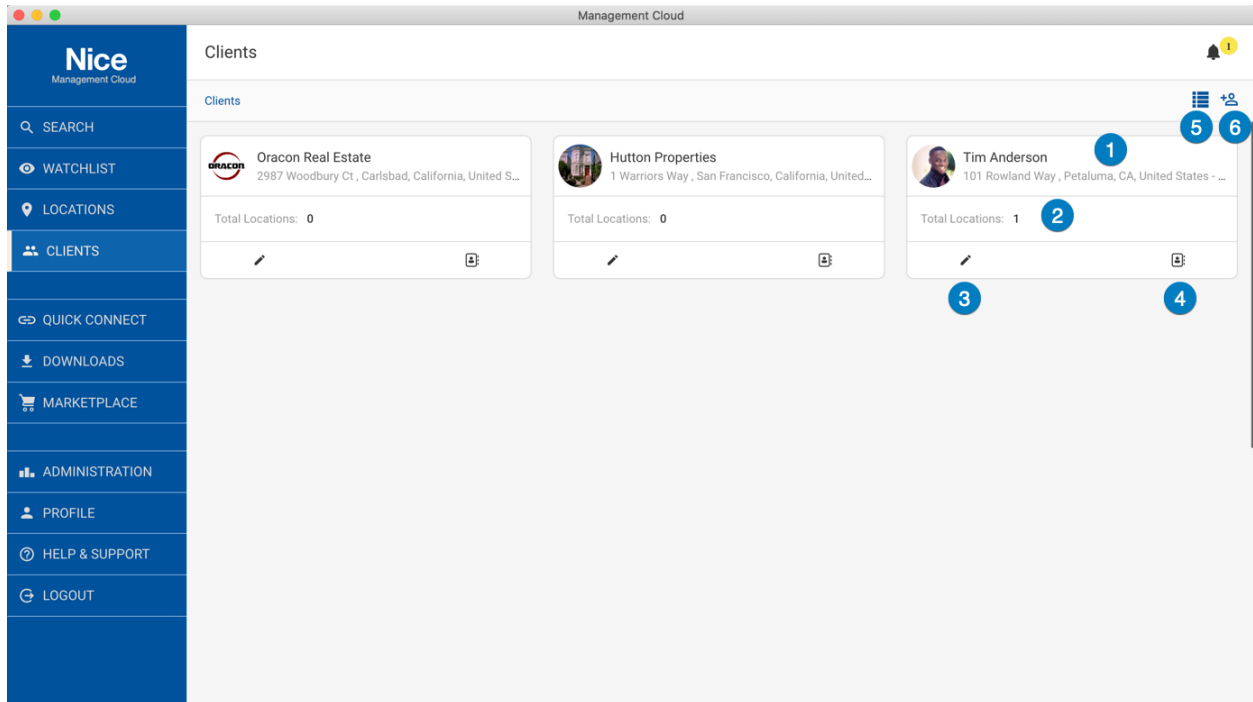 Management Cloud
Nice
Management Cloud
SEARCH
WATCHLIST
LOCATIONS
CLIENTS
QUICK CONNECT
DOWNLOADS
MARKETPLACE
ADMINISTRATION
PROFILE
HELP & SUPPORT
LOGOUT
Clients
1
Clients
5 6
ORACON
Oracon Real Estate
2987 Woodbury Ct , Carlsbad, California, United S...
Total Locations: 0
Hutton Properties
1 Warriors Way , San Francisco, California, United...
Total Locations: 0
Tim Anderson 1
101 Rowland Way , Petaluma, CA, United States - ...
Total Locations: 1 2
3 4